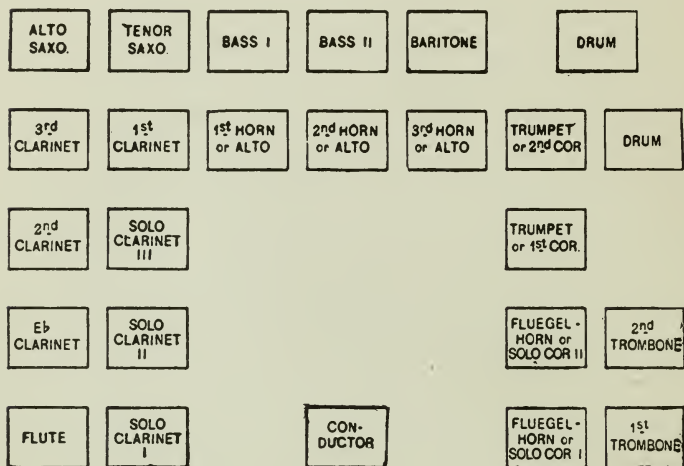 ALTO
SAXO.
TENOR
SAXO.
BASS I
BASS II
BARITONE
DRUM
3rd
CLARINET
1st
CLARINET
1st HORN
or ALTO
2nd HORN
or ALTO
3rd HORN
or ALTO
TRUMPET
or 2nd COR
DRUM
2nd
CLARINET
SOLO
CLARINET
III
TRUMPET
or 1st COR.
E♭
CLARINET
SOLO
CLARINET
II
FLUEGEL-
HORN or
SOLO COR II
2nd
TROMBONE
FLUTE
SOLO
CLARINET
I
CON-
DUCTOR
FLUEGEL-
HORN or
SOLO COR I
1st
TROMBONE